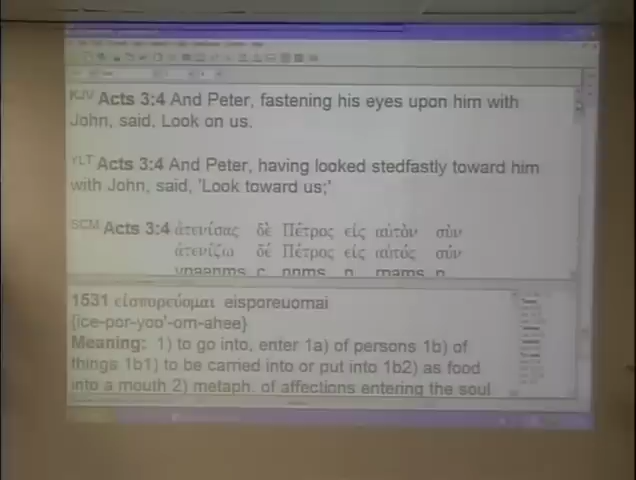 KJV Acts 3:4 And Peter, fastening his eyes upon him with
John, said, Look on us.
YLT Acts 3:4 And Peter, having looked stedfastly toward him
with John, said, 'Look toward us;'
SCM Acts 3:4 ἀτενίσας δὲ Πέτρος εἰς αὐτὸν σὺν
ἀτενίζω δέ Πέτρος εἰς αὐτός σύν
vpaanms c npms p rpams p
1531 εἰσπορεύομαι eisporeuomai
{ice-por-yoo'-om-ahee}
Meaning: 1) to go into, enter 1a) of persons 1b) of
things 1b1) to be carried into or put into 1b2) as food
into a mouth 2) metaph. of affections entering the soul